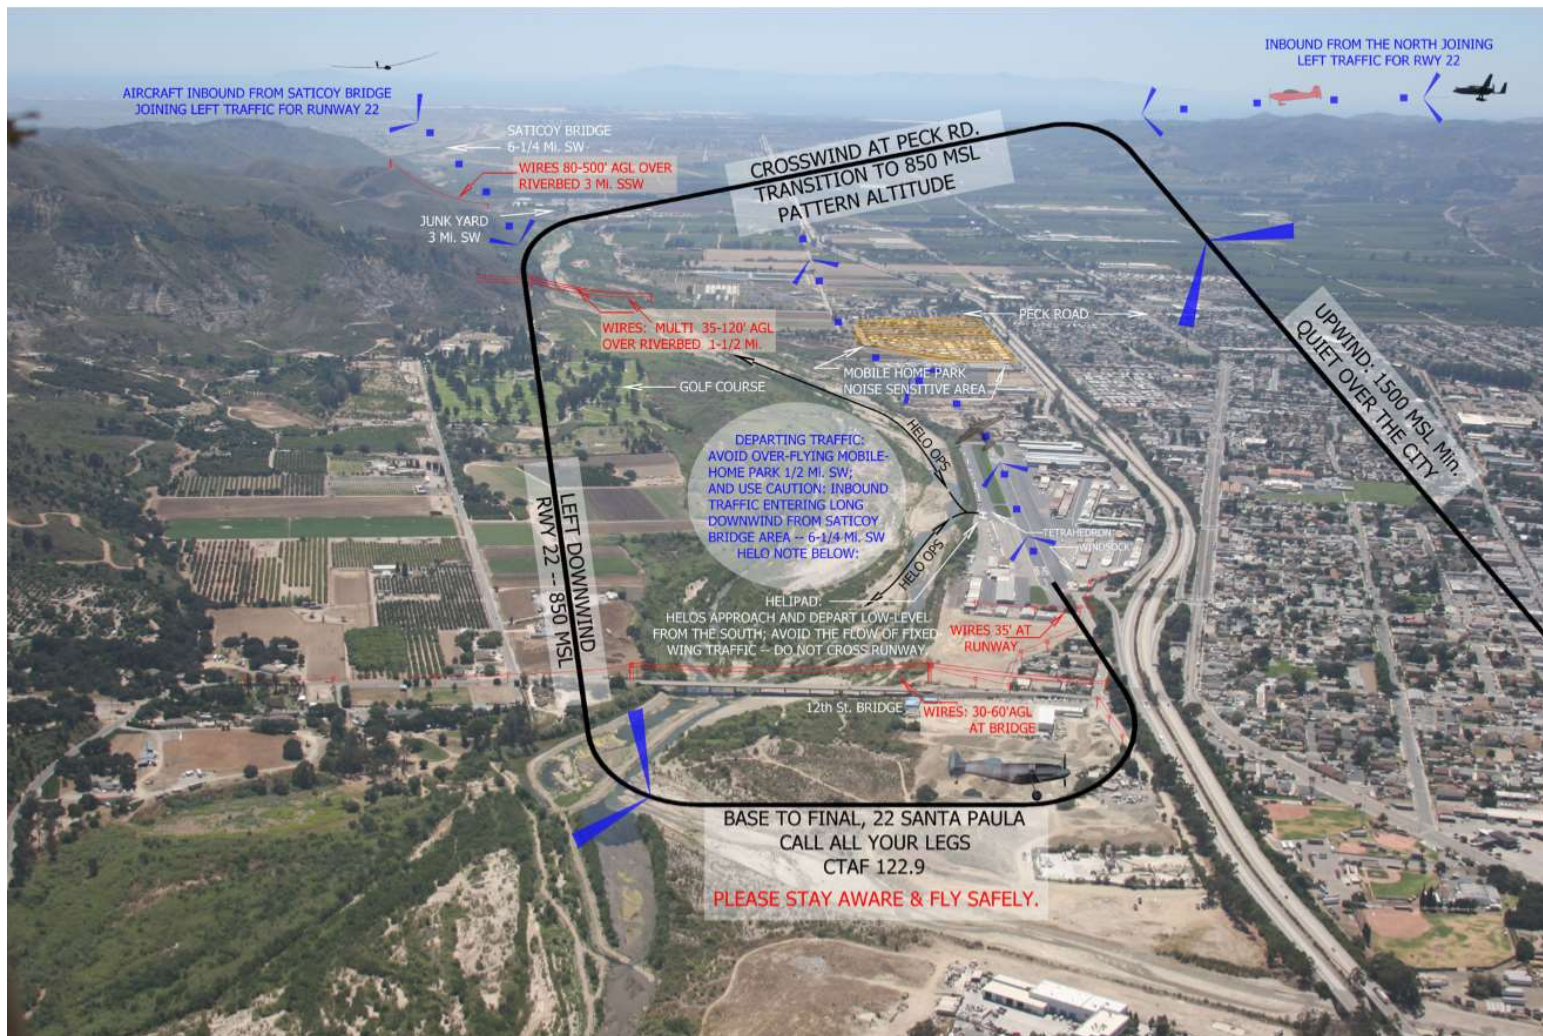 INBOUND FROM THE NORTH JOINING
LEFT TRAFFIC FOR RWY 22
AIRCRAFT INBOUND FROM SATICOY BRIDGE
JOINING LEFT TRAFFIC FOR RUNWAY 22
SATICOY BRIDGE
6-1/4 Mi. SW
WIRES 80-500' AGL OVER
RIVERBED 3 Mi. SSW
CROSSWIND AT PECK RD.
TRANSITION TO 850 MSL
PATTERN ALTITUDE
JUNK YARD
3 Mi. SW
WIRES: MULTI 35-120' AGL
OVER RIVERBED 1-1/2 Mi.
PECK ROAD
UPWIND: 1500 MSL Min.
QUIET OVER THE CITY
MOBILE HOME PARK
NOISE SENSITIVE AREA
GOLF COURSE
HELO OPS
DEPARTING TRAFFIC:
AVOID OVER-FLYING MOBILE-
HOME PARK 1/2 Mi. SW;
AND USE CAUTION: INBOUND
TRAFFIC ENTERING LONG
DOWNWIND FROM SATICOY
BRIDGE AREA -- 6-1/4 Mi. SW
HELO NOTE BELOW:
LEFT DOWNWIND
RWY 22 -- 850 MSL
TETRAHEDRON
WINDSOCK
HELO OPS
HELIPAD:
HELOS APPROACH AND DEPART LOW-LEVEL
FROM THE SOUTH; AVOID THE FLOW OF FIXED-
WING TRAFFIC -- DO NOT CROSS RUNWAY.
WIRES 35' AT
RUNWAY
12th St. BRIDGE
WIRES: 30-60'AGL
AT BRIDGE
BASE TO FINAL, 22 SANTA PAULA
CALL ALL YOUR LEGS
CTAF 122.9
PLEASE STAY AWARE & FLY SAFELY.